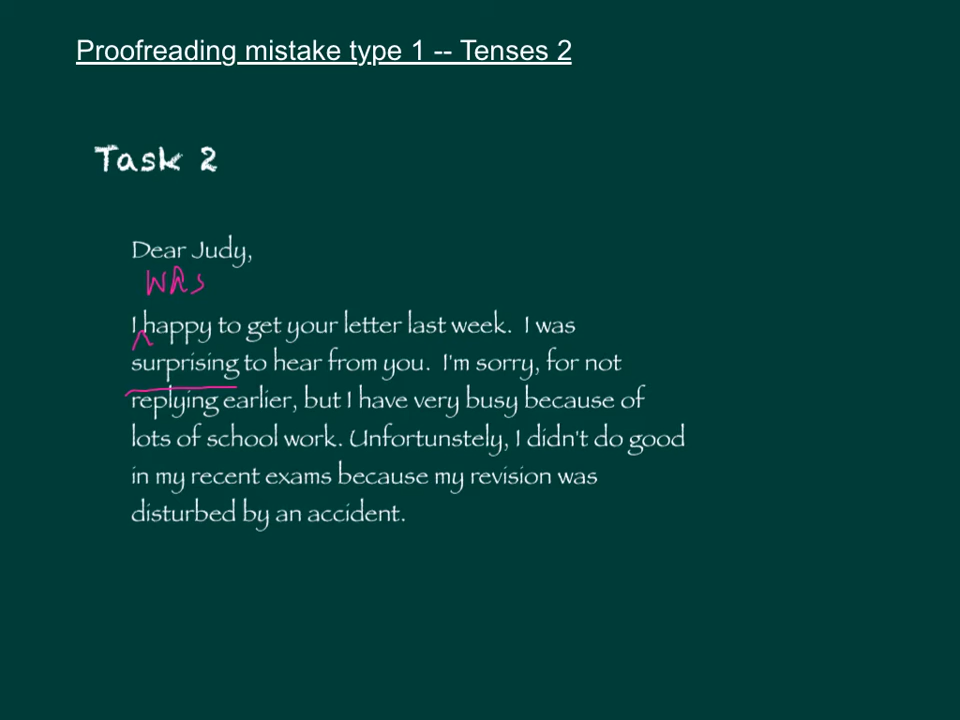 Proofreading mistake type 1 -- Tenses 2
Task 2
Dear Judy,
was
I happy to get your letter last week. I was
surprising to hear from you. I'm sorry, for not
replying earlier, but I have very busy because of
lots of school work. Unfortunstely, I didn't do good
in my recent exams because my revision was
disturbed by an accident.